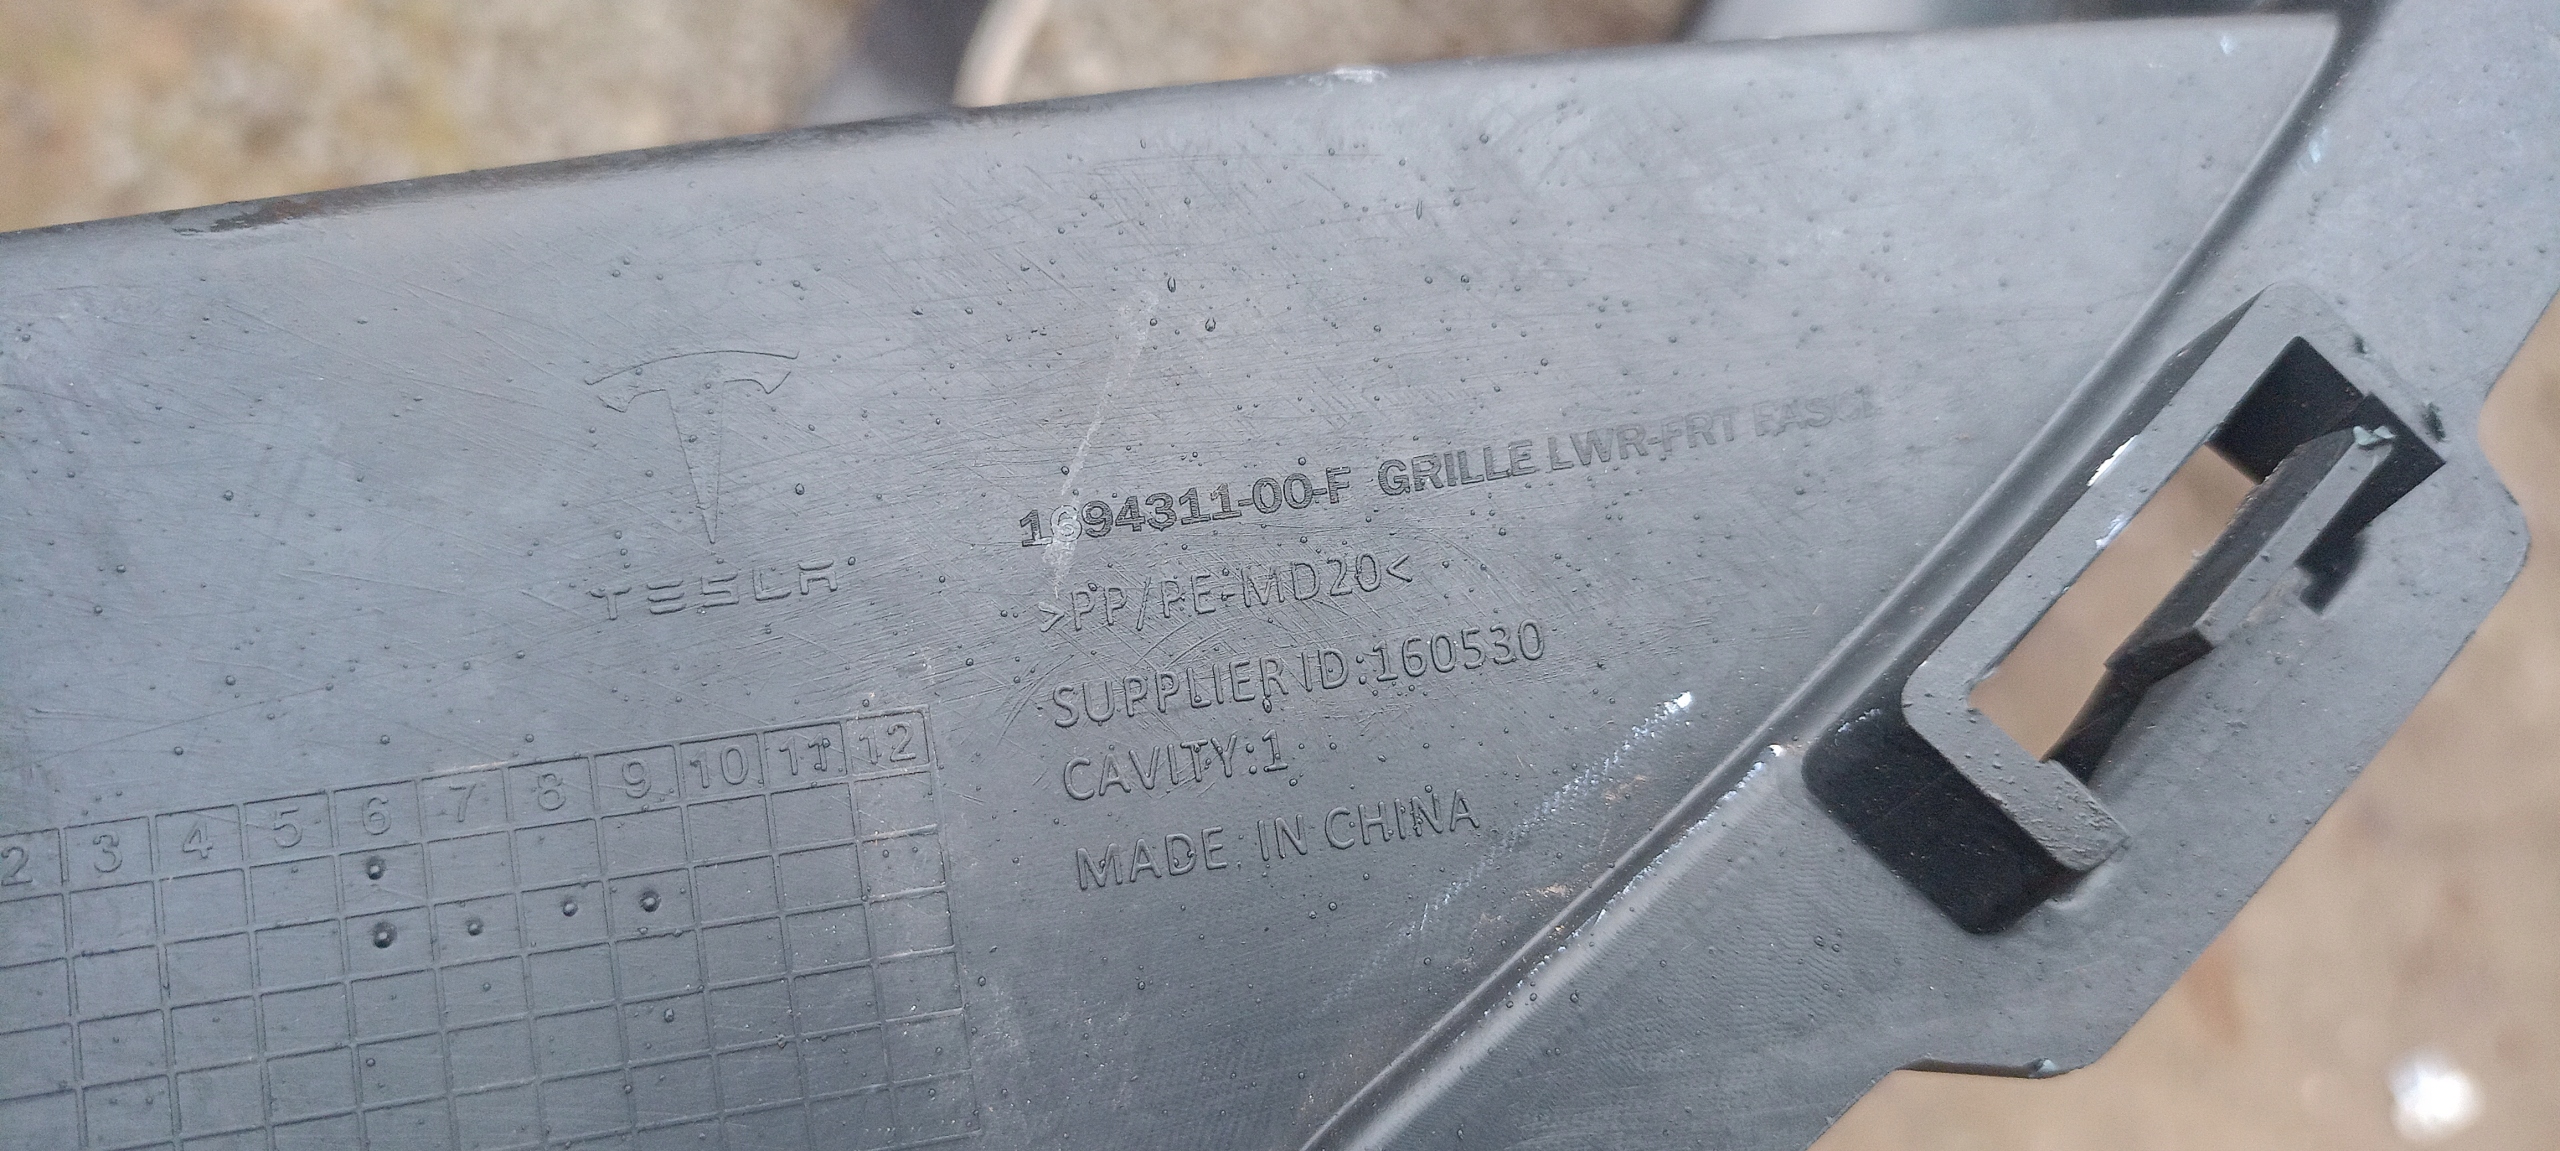 TESLA
1694311-00-F GRILLE LWR-FRT FASCI
>PP/PE-MD20<
SUPPLIER ID:160530
CAVITY:1
MADE IN CHINA
2 3 4 5 6 7 8 9 10 11 12